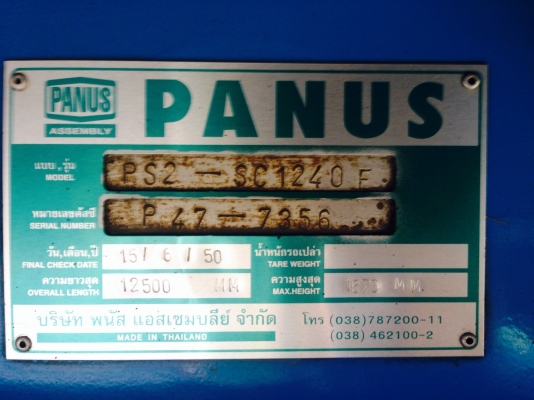 PANUS PANUS
ASSEMBLY
แบบ , รุ่น
MODEL PS2 - SC1240 F
หมายเลขคัสซี
SERIAL NUMBER P 47 - 7356
วัน,เดือน,ปี 15/ 6 / 50 น้ำหนักรถเปล่า
FINAL CHECK DATE TARE WEIGHT
ความยาวสุด 12500 MM ความสูงสุด MM
OVERALL LENGTH MAX.HEIGHT
บริษัท พนัส แอสเซมบลีย์ จำกัด โทร (038)787200-11
MADE IN THAILAND (038) 462100-2